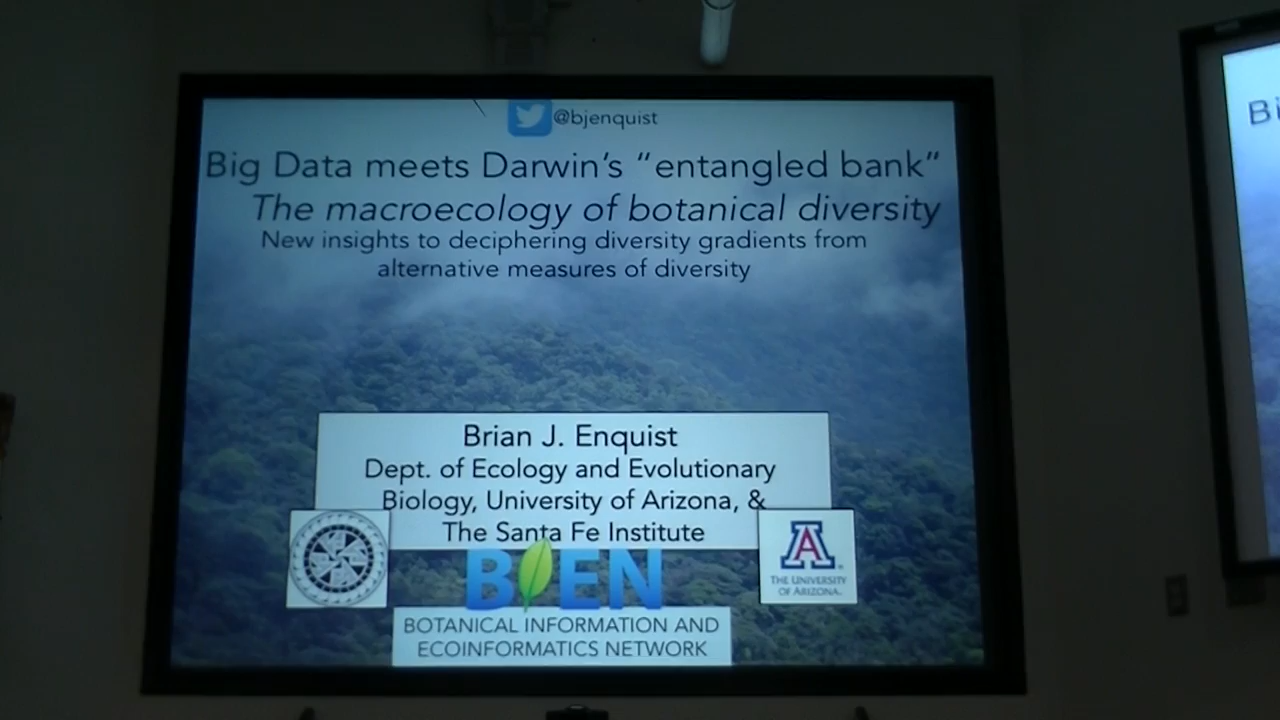 @bjenquist
Big Data meets Darwin's “entangled bank”
The macroecology of botanical diversity
New insights to deciphering diversity gradients from
alternative measures of diversity
Brian J. Enquist
Dept. of Ecology and Evolutionary
Biology, University of Arizona, &
The Santa Fe Institute
A
THE UNIVERSITY
OF ARIZONA.
BIEN
BOTANICAL INFORMATION AND
ECOINFORMATICS NETWORK
Bi